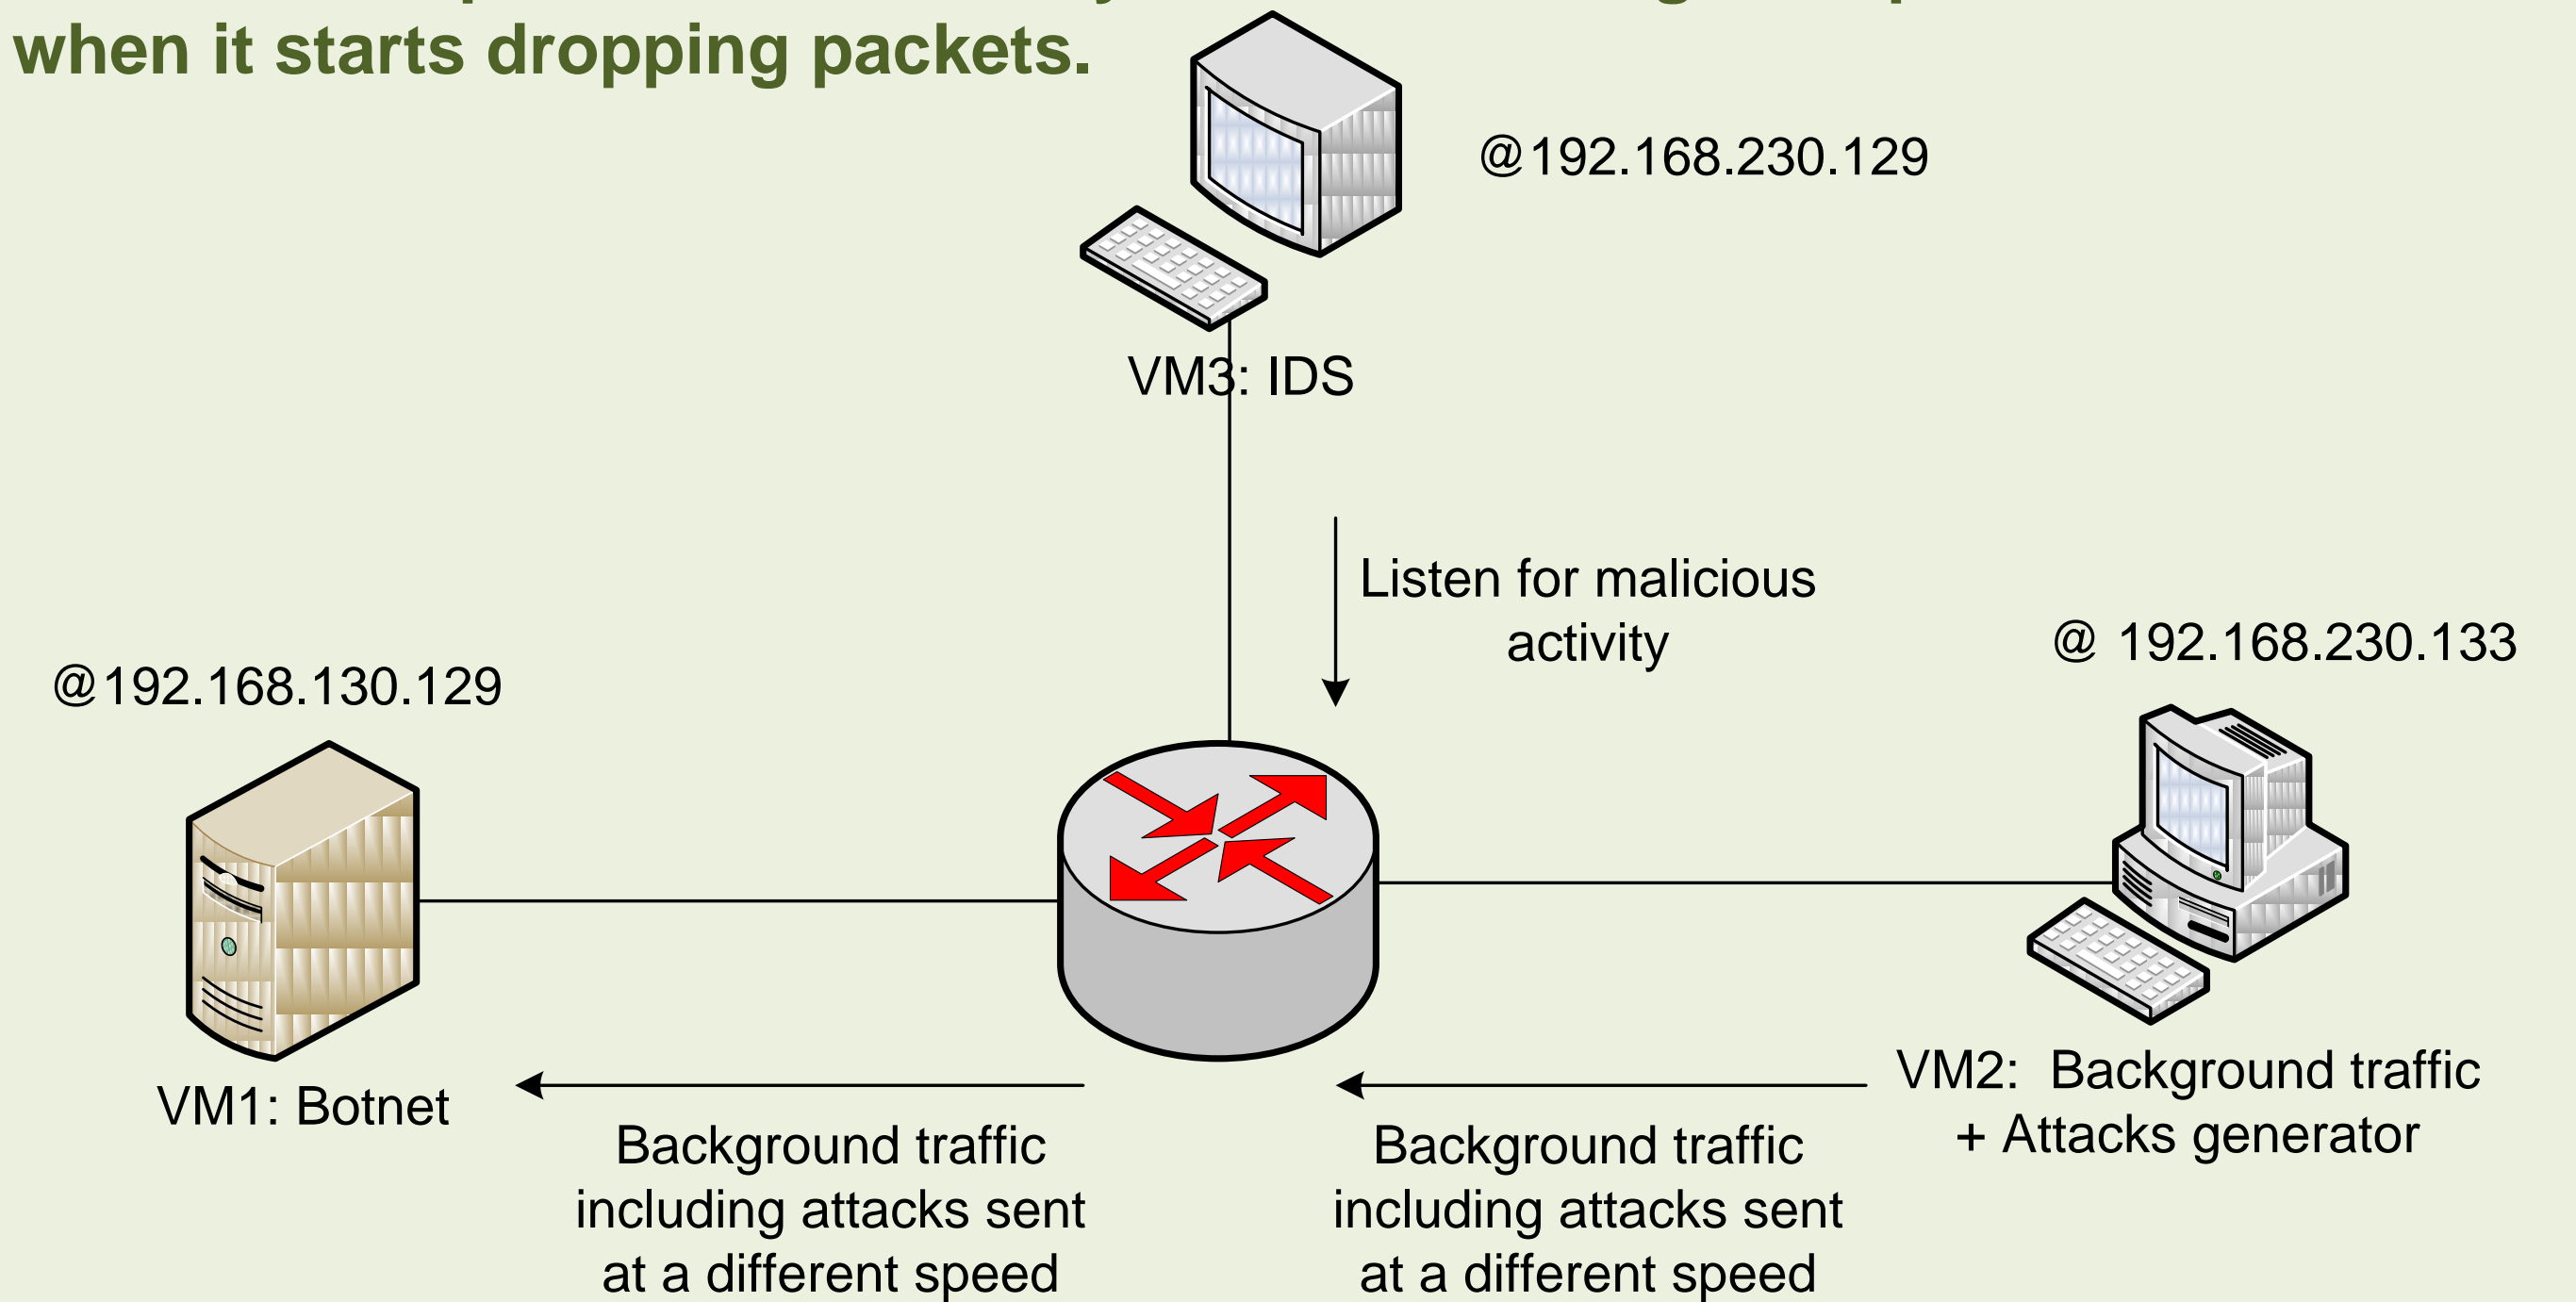 when it starts dropping packets.
@192.168.230.129
VM3: IDS
Listen for malicious
activity
@ 192.168.230.133
@192.168.130.129
VM1: Botnet
VM2:  Background traffic
+ Attacks generator
Background traffic
including attacks sent
at a different speed
Background traffic
including attacks sent
at a different speed